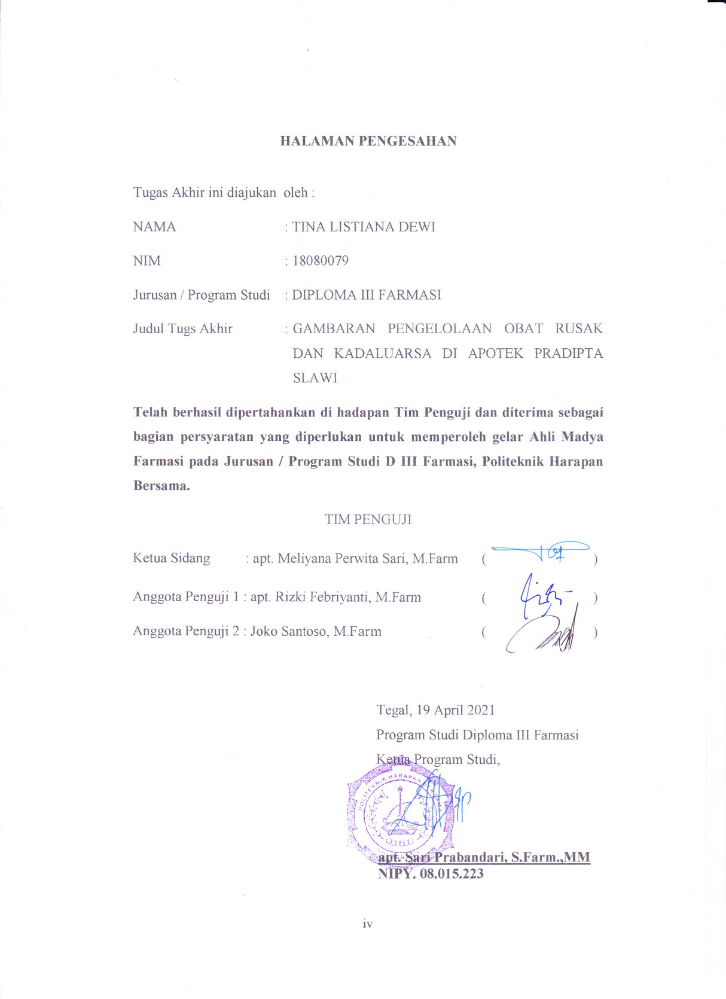 HALAMAN PENGESAHAN
Tugas Akhir ini diajukan oleh :
NAMA : TINA LISTIANA DEWI
NIM : 18080079
Jurusan / Program Studi : DIPLOMA III FARMASI
Judul Tugs Akhir : GAMBARAN PENGELOLAAN OBAT RUSAK
DAN KADALUARSA DI APOTEK PRADIPTA
SLAWI
Telah berhasil dipertahankan di hadapan Tim Penguji dan diterima sebagai
bagian persyaratan yang diperlukan untuk memperoleh gelar Ahli Madya
Farmasi pada Jurusan / Program Studi D III Farmasi, Politeknik Harapan
Bersama.
TIM PENGUJI
Ketua Sidang : apt. Meliyana Perwita Sari, M.Farm ( )
Anggota Penguji 1 : apt. Rizki Febriyanti, M.Farm ( )
Anggota Penguji 2 : Joko Santoso, M.Farm ( )
Tegal, 19 April 2021
Program Studi Diploma III Farmasi
Ketua Program Studi,
POLITEKNIK HARAPAN
apt. Sari Prabandari, S.Farm.,MM
NIPY. 08.015.223
iv